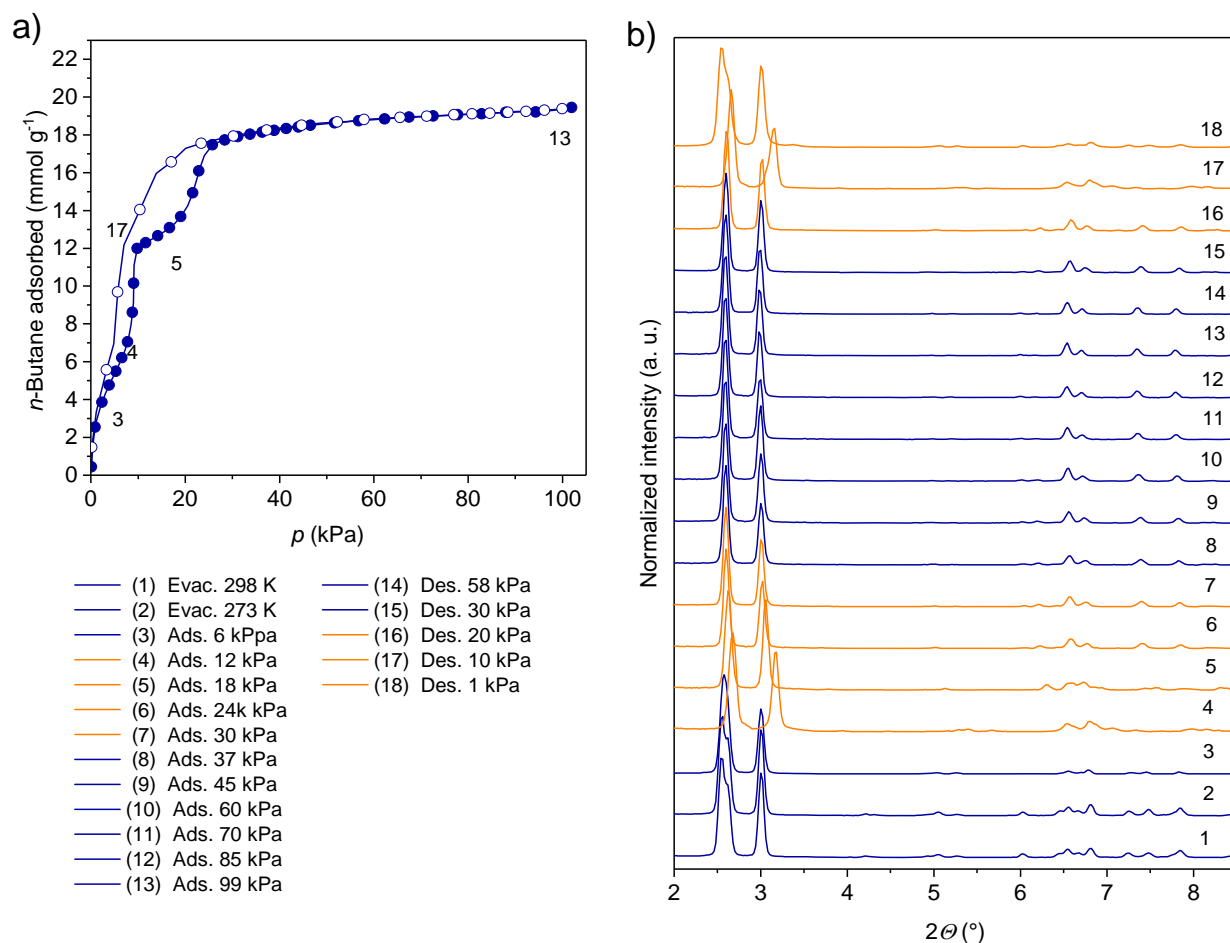 a)
n-Butane adsorbed (mmol g⁻¹)
22
20
18
16
14
12
10
8
6
4
2
0
17
5
4
3
13
0 20 40 60 80 100
p (kPa)
(1) Evac. 298 K
(2) Evac. 273 K
(3) Ads. 6 kPpa
(4) Ads. 12 kPa
(5) Ads. 18 kPa
(6) Ads. 24k kPa
(7) Ads. 30 kPa
(8) Ads. 37 kPa
(9) Ads. 45 kPa
(10) Ads. 60 kPa
(11) Ads. 70 kPa
(12) Ads. 85 kPa
(13) Ads. 99 kPa
(14) Des. 58 kPa
(15) Des. 30 kPa
(16) Des. 20 kPa
(17) Des. 10 kPa
(18) Des. 1 kPa
b)
Normalized intensity (a. u.)
18
17
16
15
14
13
12
11
10
9
8
7
6
5
4
3
2
1
2 3 4 5 6 7 8
2Θ (°)